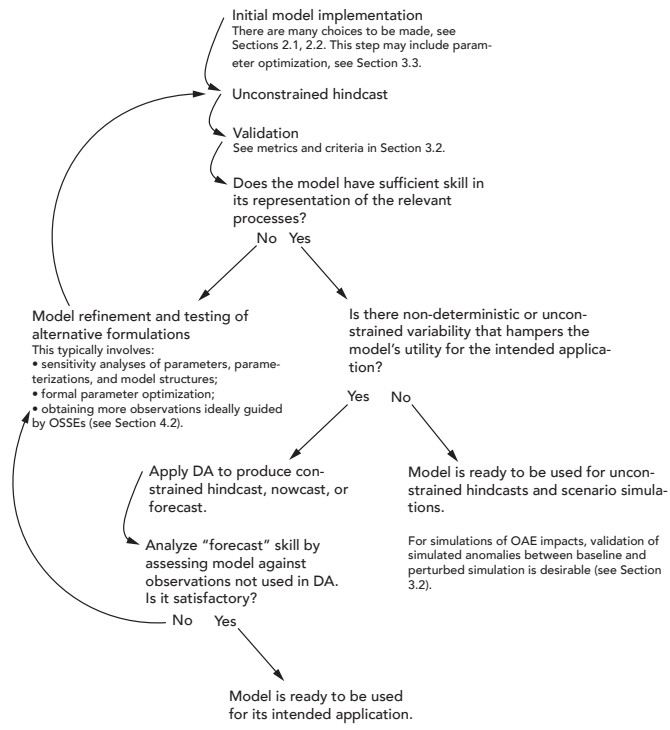 Initial model implementation
There are many choices to be made, see
Sections 2.1, 2.2. This step may include param-
eter optimization, see Section 3.3.
Unconstrained hindcast
Validation
See metrics and criteria in Section 3.2.
Does the model have sufficient skill in
its representation of the relevant
processes?
No Yes
Model refinement and testing of
alternative formulations
This typically involves:
• sensitivity analyses of parameters, parame-
terizations, and model structures;
• formal parameter optimization;
• obtaining more observations ideally guided
by OSSEs (see Section 4.2).
Is there non-deterministic or uncon-
strained variability that hampers the
model's utility for the intended applica-
tion?
Yes No
Apply DA to produce con-
strained hindcast, nowcast, or
forecast.
Analyze “forecast” skill by
assessing model against
observations not used in DA.
Is it satisfactory?
No Yes
Model is ready to be used for uncon-
strained hindcasts and scenario simula-
tions.
For simulations of OAE impacts, validation of
simulated anomalies between baseline and
perturbed simulation is desirable (see Section
3.2).
Model is ready to be used
for its intended application.